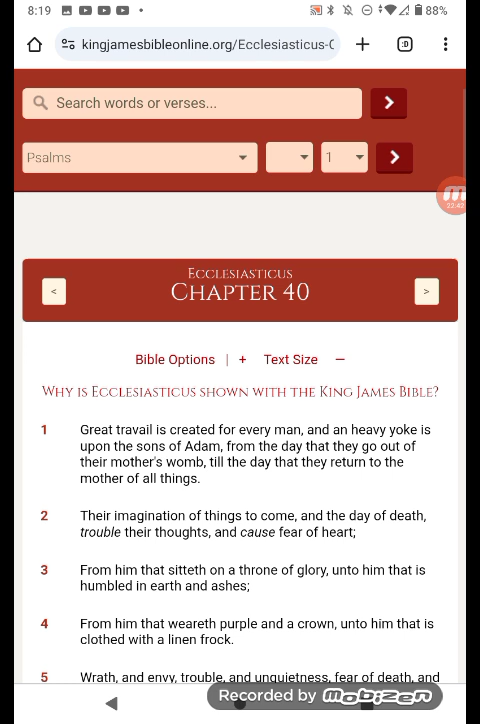 8:19
88%
kingjamesbibleonline.org/Ecclesiasticus-C
:D
Search words or verses...
Psalms
1
22:42
Ecclesiasticus
Chapter 40
<
>
Bible Options | + Text Size −
Why is Ecclesiasticus shown with the King James Bible?
1 Great travail is created for every man, and an heavy yoke is
upon the sons of Adam, from the day that they go out of
their mother's womb, till the day that they return to the
mother of all things.
2 Their imagination of things to come, and the day of death,
trouble their thoughts, and cause fear of heart;
3 From him that sitteth on a throne of glory, unto him that is
humbled in earth and ashes;
4 From him that weareth purple and a crown, unto him that is
clothed with a linen frock.
5 Wrath, and envy, trouble, and unquietness, fear of death, and
Recorded by mobizen